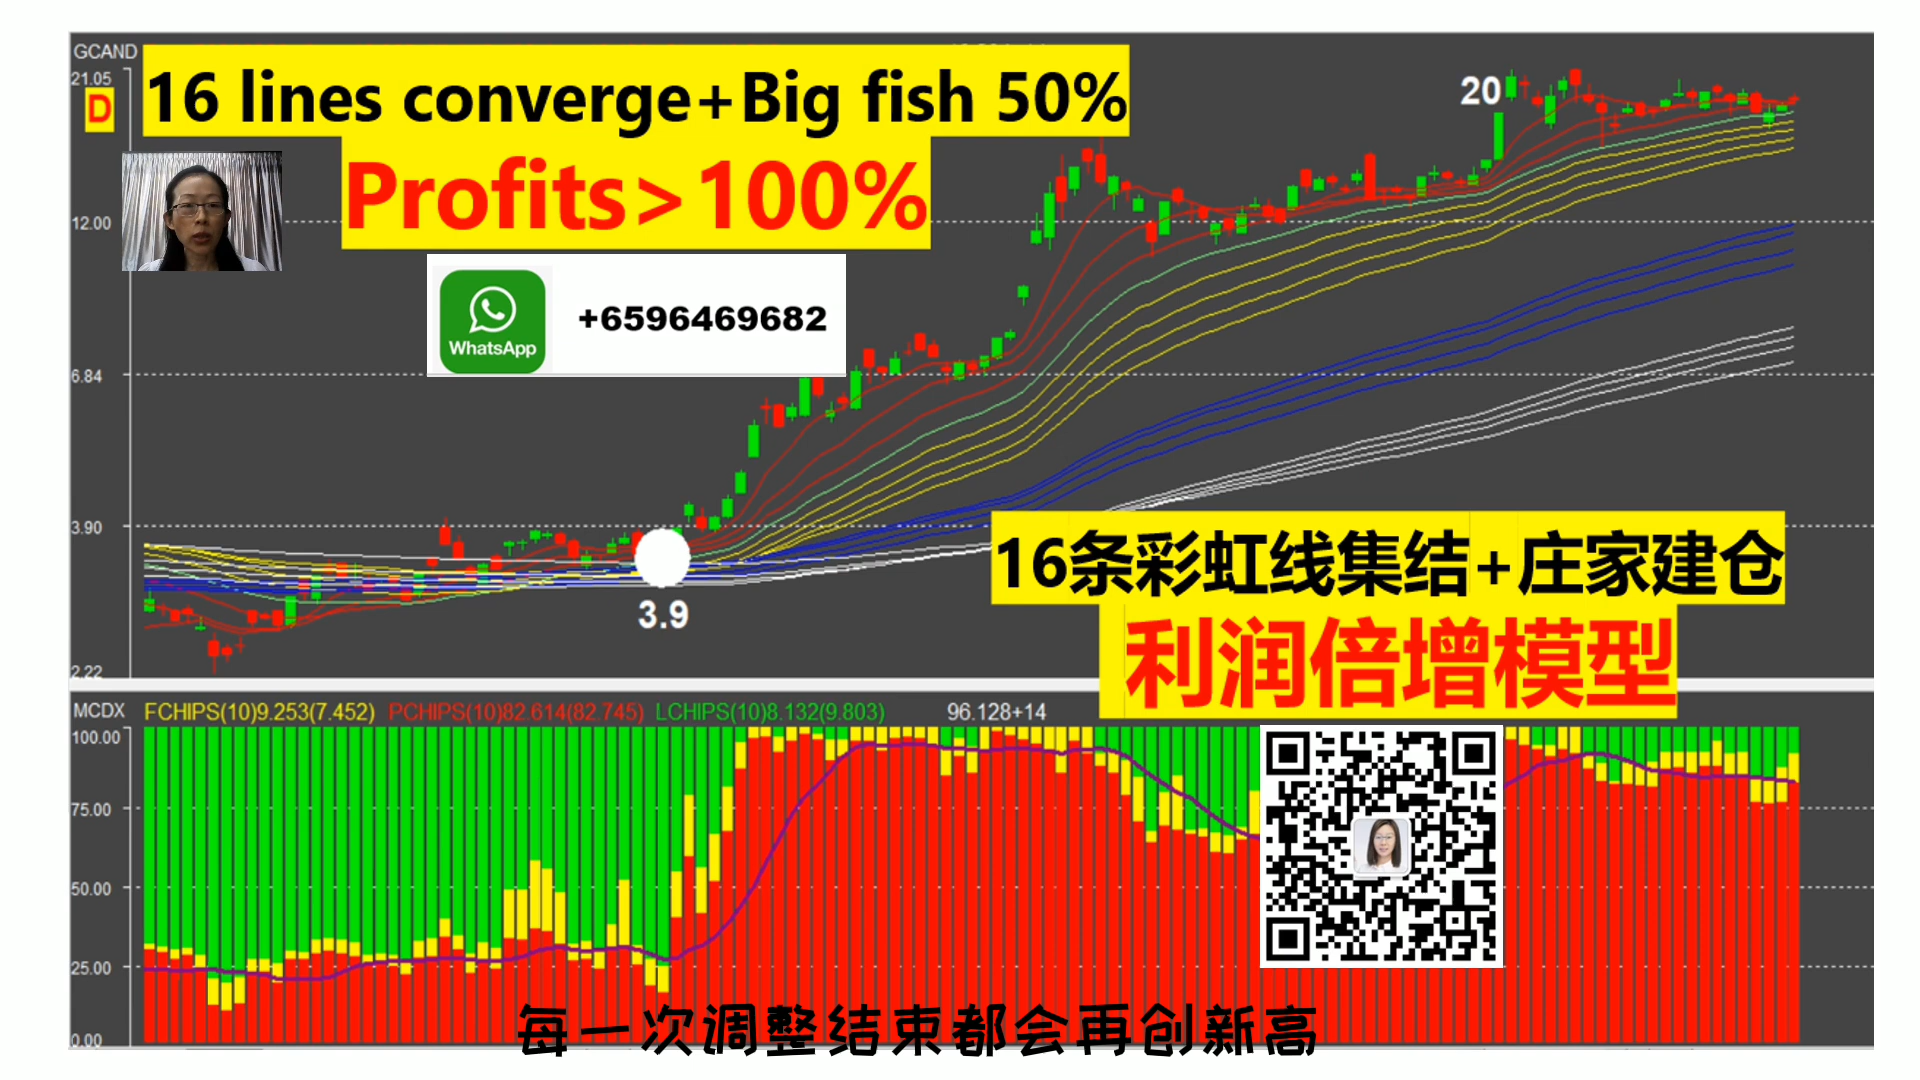 GCAND
21.05
D
16 lines converge+Big fish 50%
Profits>100%
20
12.00
WhatsApp
+6596469682
6.84
3.90
3.9
16条彩虹线集结+庄家建仓
利润倍增模型
2.22
MCDX FCHIPS(10)9.253(7.452) PCHIPS(10)82.614(82.745) LCHIPS(10)8.132(9.803) 96.128+14
100.00
75.00
50.00
25.00
0.00
每一次调整结束都会再创新高